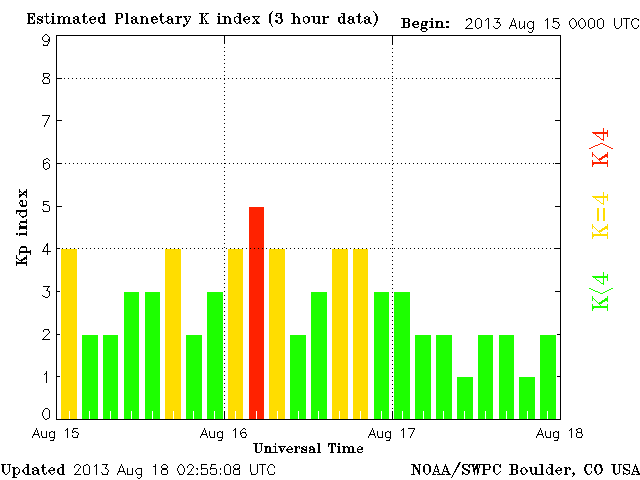 Estimated Planetary K index (3 hour data) Begin: 2013 Aug 15 0000 UTC
9
8
7
6
5
4
3
2
1
0
Kp index
K>4
K=4
K<4
Aug 15 Aug 16 Aug 17 Aug 18
Universal Time
Updated 2013 Aug 18 02:55:08 UTC NOAA/SWPC Boulder, CO USA